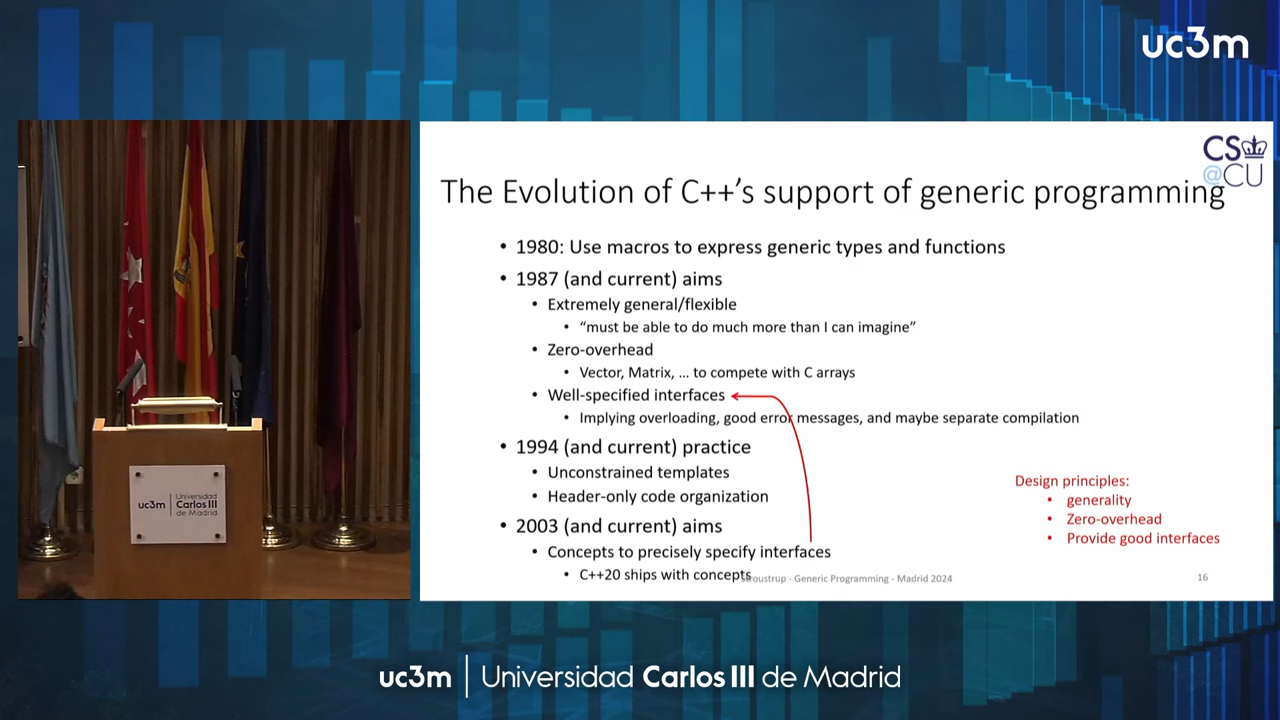 uc3m
CS
@CU
The Evolution of C++’s support of generic programming
• 1980: Use macros to express generic types and functions
• 1987 (and current) aims
• Extremely general/flexible
• “must be able to do much more than I can imagine”
• Zero-overhead
• Vector, Matrix, … to compete with C arrays
• Well-specified interfaces
• Implying overloading, good error messages, and maybe separate compilation
• 1994 (and current) practice
• Unconstrained templates
• Header-only code organization
• 2003 (and current) aims
• Concepts to precisely specify interfaces
• C++20 ships with concepts
Design principles:
• generality
• Zero-overhead
• Provide good interfaces
Stroustrup - Generic Programming - Madrid 2024
16
uc3m
Universidad
Carlos III
de Madrid
uc3m | Universidad Carlos III de Madrid